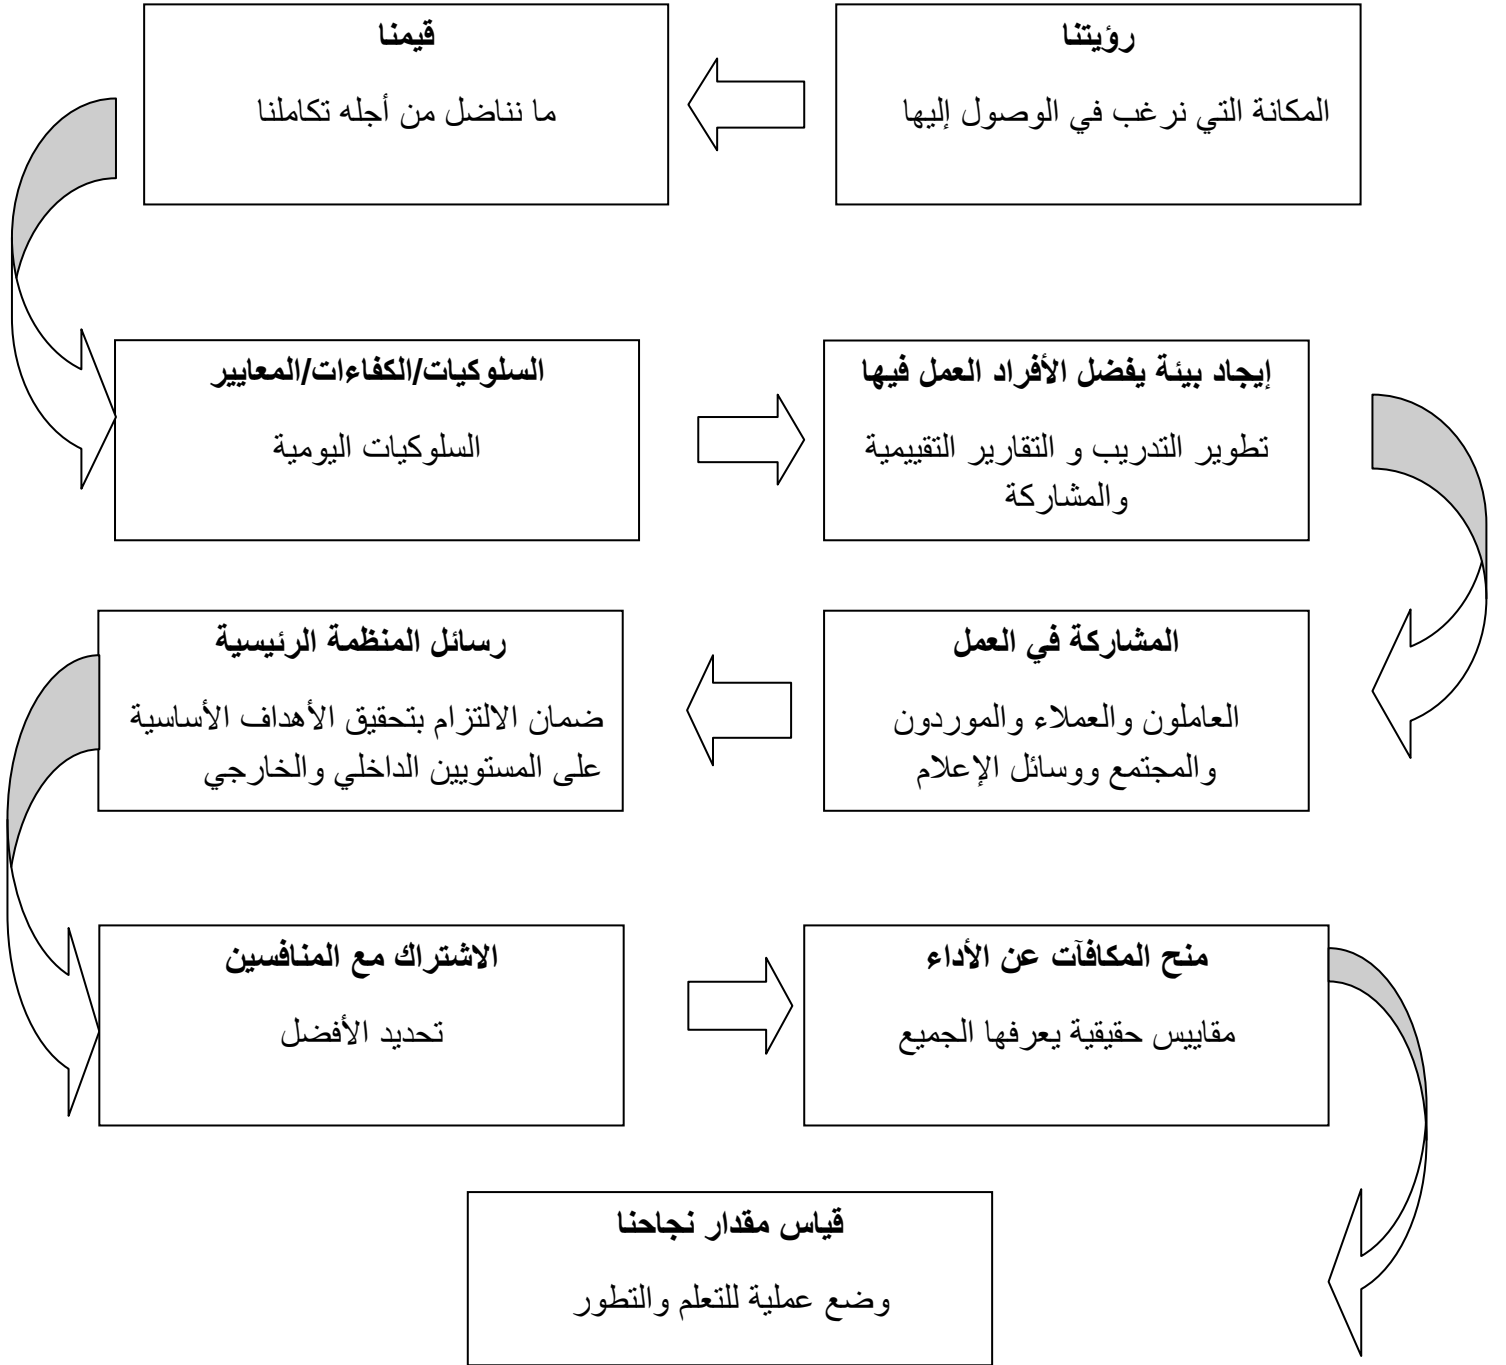 رؤيتنا
المكانة التي نرغب في الوصول إليها
قيمنا
ما نناضل من أجله تكاملنا
السلوكيات/الكفاءات/المعايير
السلوكيات اليومية
إيجاد بيئة يفضل الأفراد العمل فيها
تطوير التدريب و التقارير التقييمية
والمشاركة
المشاركة في العمل
العاملون والعملاء والموردون
والمجتمع ووسائل الإعلام
رسائل المنظمة الرئيسية
ضمان الالتزام بتحقيق الأهداف الأساسية
على المستويين الداخلي والخارجي
الاشتراك مع المنافسين
تحديد الأفضل
منح المكافآت عن الأداء
مقاييس حقيقية يعرفها الجميع
قياس مقدار نجاحنا
وضع عملية للتعلم والتطور